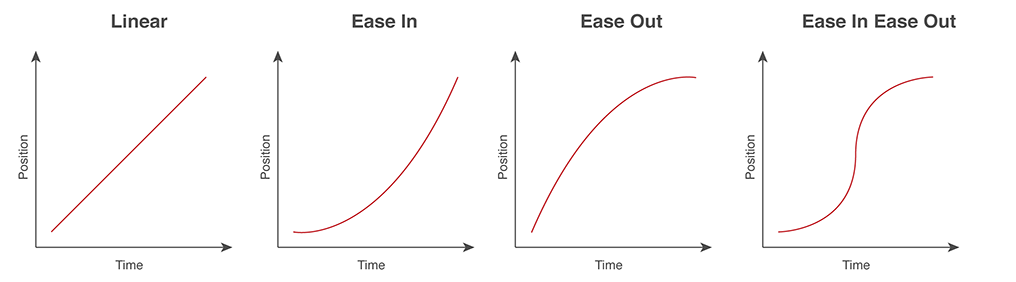 Linear
Ease In
Ease Out
Ease In Ease Out
Position
Position
Position
Position
Time
Time
Time
Time